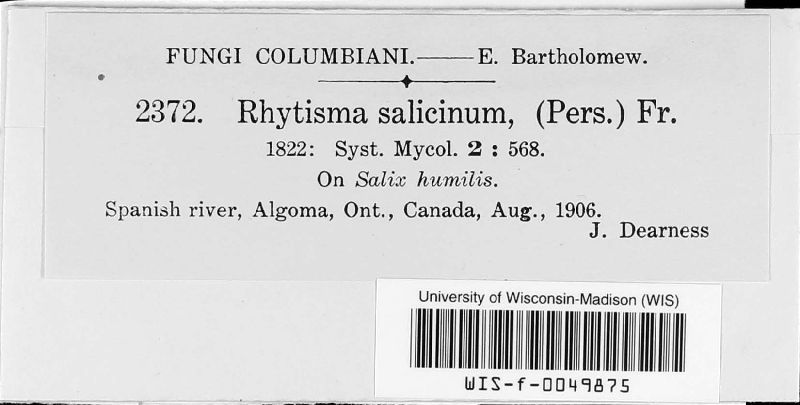 FUNGI COLUMBIANI.—E. Bartholomew.
2372. Rhytisma salicinum, (Pers.) Fr.
1822: Syst. Mycol. 2 : 568.
On Salix humilis.
Spanish river, Algoma, Ont., Canada, Aug., 1906.
J. Dearness
University of Wisconsin-Madison (WIS)
WIS-f-0049875